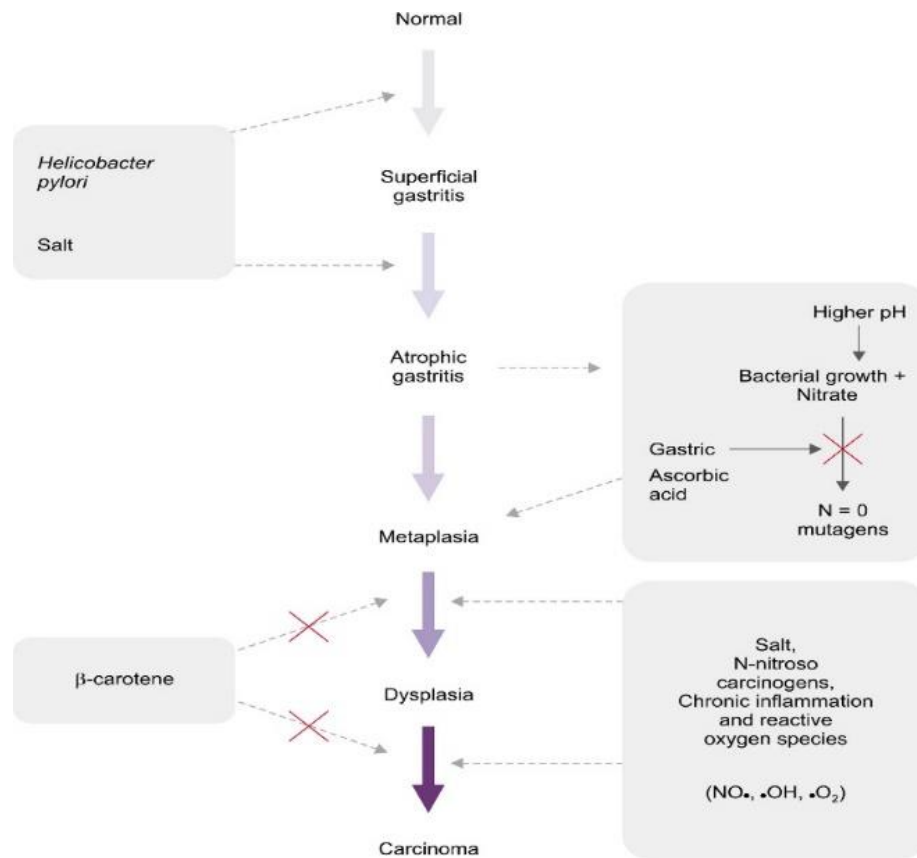 Normal
Helicobacter
pylori
Salt
Superficial
gastritis
Atrophic
gastritis
Higher pH
Bacterial growth +
Nitrate
Gastric
Ascorbic
acid
N = 0
mutagens
Metaplasia
β-carotene
Dysplasia
Salt,
N-nitroso
carcinogens,
Chronic inflammation
and reactive
oxygen species
(NO•, •OH, •O₂)
Carcinoma